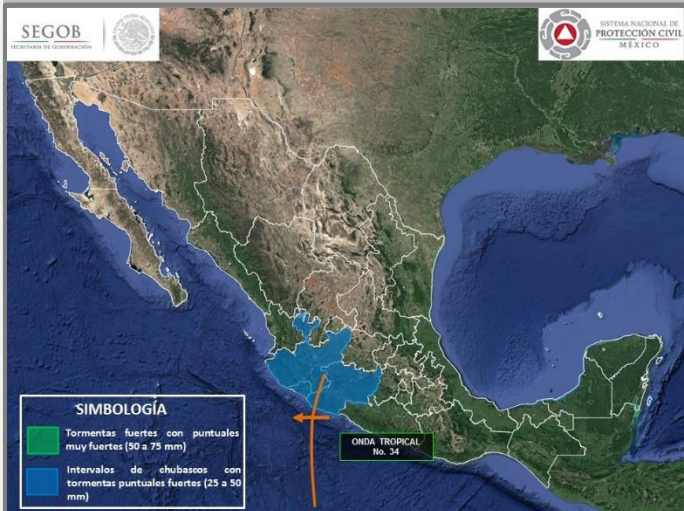 SEGOB
SECRETARÍA DE GOBERNACIÓN
SISTEMA NACIONAL DE
PROTECCIÓN CIVIL
MÉXICO
ONDA TROPICAL
No. 34
SIMBOLOGÍA
Tormentas fuertes con puntuales
muy fuertes (50 a 75 mm)
Intervalos de chubascos con
tormentas puntuales fuertes (25 a 50
mm)